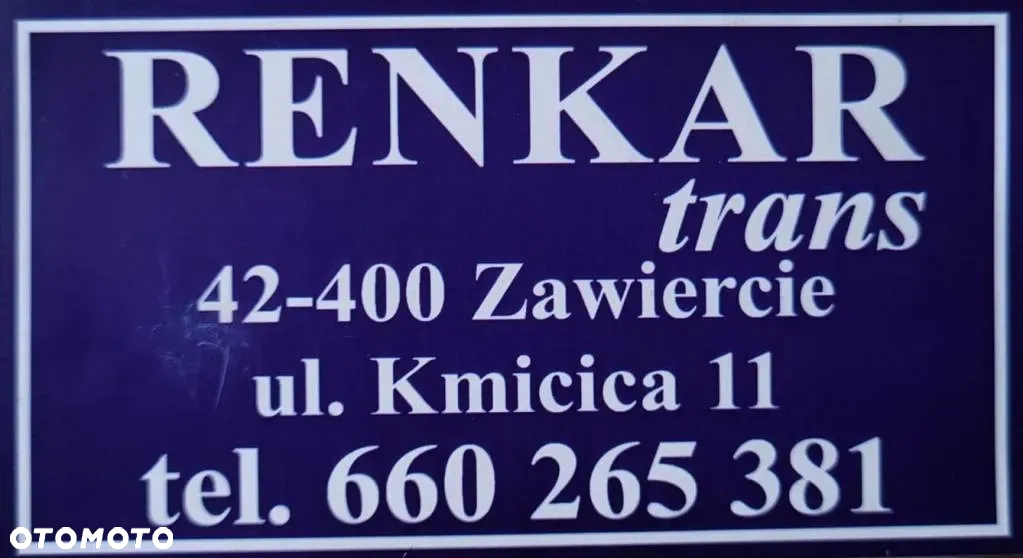 RENKAR
trans
42-400 Zawiercie
ul. Kmicica 11
tel. 660 265 381
OTOMOTO